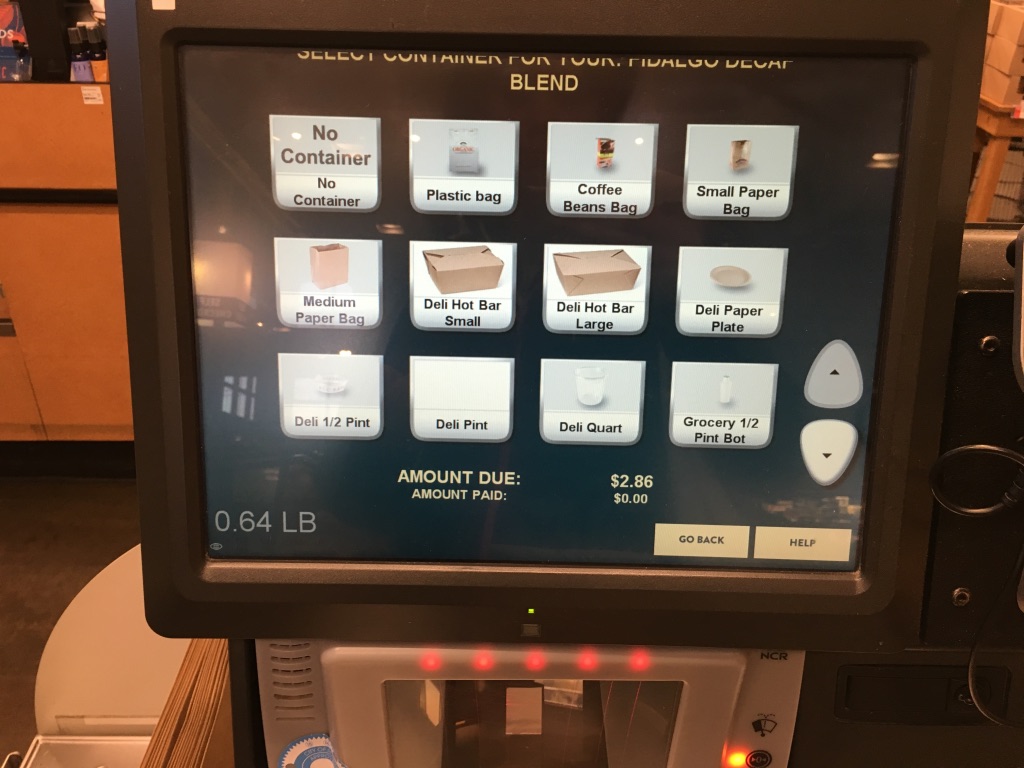 SELECT CONTAINER FOR YOUR: FIDALGO DECAF
BLEND
No
Container
No
Container
Plastic bag
Coffee
Beans Bag
Small Paper
Bag
Medium
Paper Bag
Deli Hot Bar
Small
Deli Hot Bar
Large
Deli Paper
Plate
Deli 1/2 Pint
Deli Pint
Deli Quart
Grocery 1/2
Pint Bot
AMOUNT DUE: $2.86
AMOUNT PAID: $0.00
0.64 LB
GO BACK
HELP
NCR